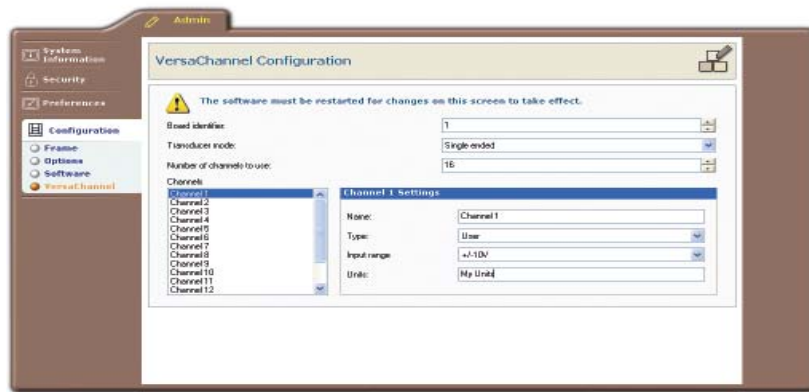 Admin
System
Information
Security
Preferences
Configuration
Frame
Options
Software
VersaChannel
VersaChannel Configuration
The software must be restarted for changes on this screen to take effect.
Board identifier:
1
Transducer mode:
Single ended
Number of channels to use:
16
Channels
Channel 1
Channel 2
Channel 3
Channel 4
Channel 5
Channel 6
Channel 7
Channel 8
Channel 9
Channel 10
Channel 11
Channel 12
Channel 1 Settings
Name:
Channel 1
Type:
User
Input range
+/-10V
Units:
My Units